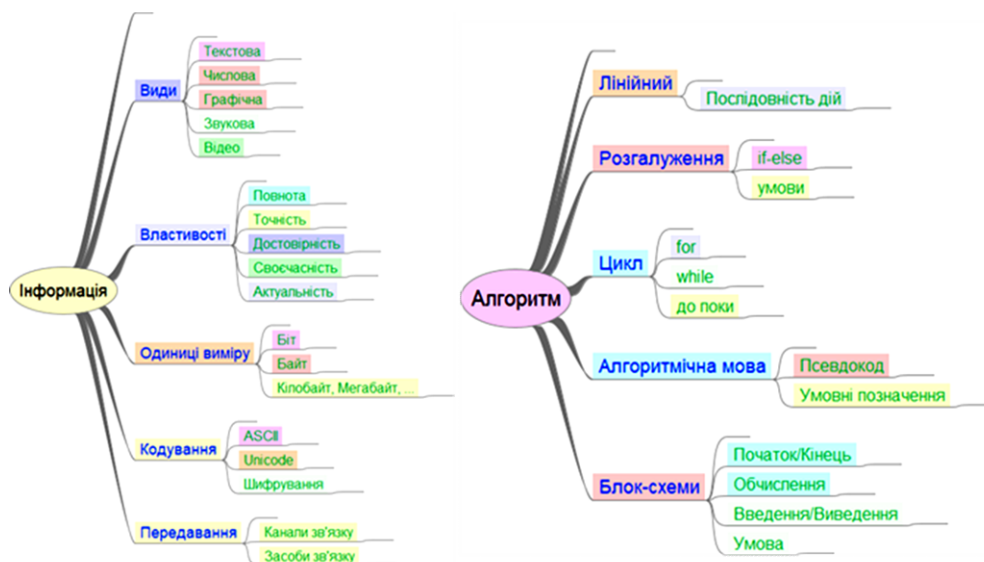 Інформація
Види
Текстова
Числова
Графічна
Звукова
Відео
Властивості
Повнота
Точність
Достовірність
Своєчасність
Актуальність
Одиниці виміру
Біт
Байт
Кілобайт, Мегабайт, ...
Кодування
ASCII
Unicode
Шифрування
Передавання
Канали зв'язку
Засоби зв'язку
Алгоритм
Лінійний
Послідовність дій
Розгалуження
if-else
умови
Цикл
for
while
до поки
Алгоритмічна мова
Псевдокод
Умовні позначення
Блок-схеми
Початок/Кінець
Обчислення
Введення/Виведення
Умова